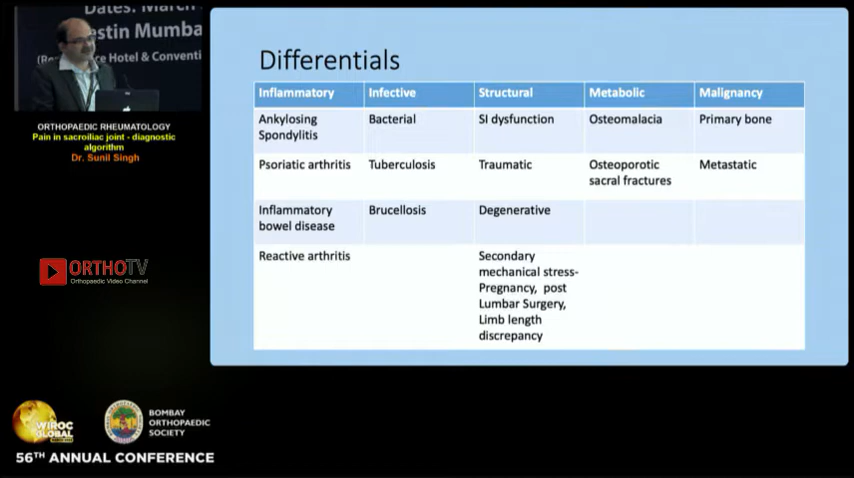 Dates: March
estin Mumba
ce Hotel & Conventi
ORTHOPAEDIC RHEUMATOLOGY
Pain in sacroiliac joint - diagnostic
algorithm
Dr. Sunil Singh
ORTHOTV
Orthopaedic Video Channel
WIROC
GLOBAL
BOMBAY
ORTHOPAEDIC
SOCIETY
56TH ANNUAL CONFERENCE
Differentials
Inflammatory Infective Structural Metabolic Malignancy
Ankylosing
Spondylitis Bacterial SI dysfunction Osteomalacia Primary bone
Psoriatic arthritis Tuberculosis Traumatic Osteoporotic
sacral fractures Metastatic
Inflammatory
bowel disease Brucellosis Degenerative
Reactive arthritis Secondary
mechanical stress-
Pregnancy, post
Lumbar Surgery,
Limb length
discrepancy